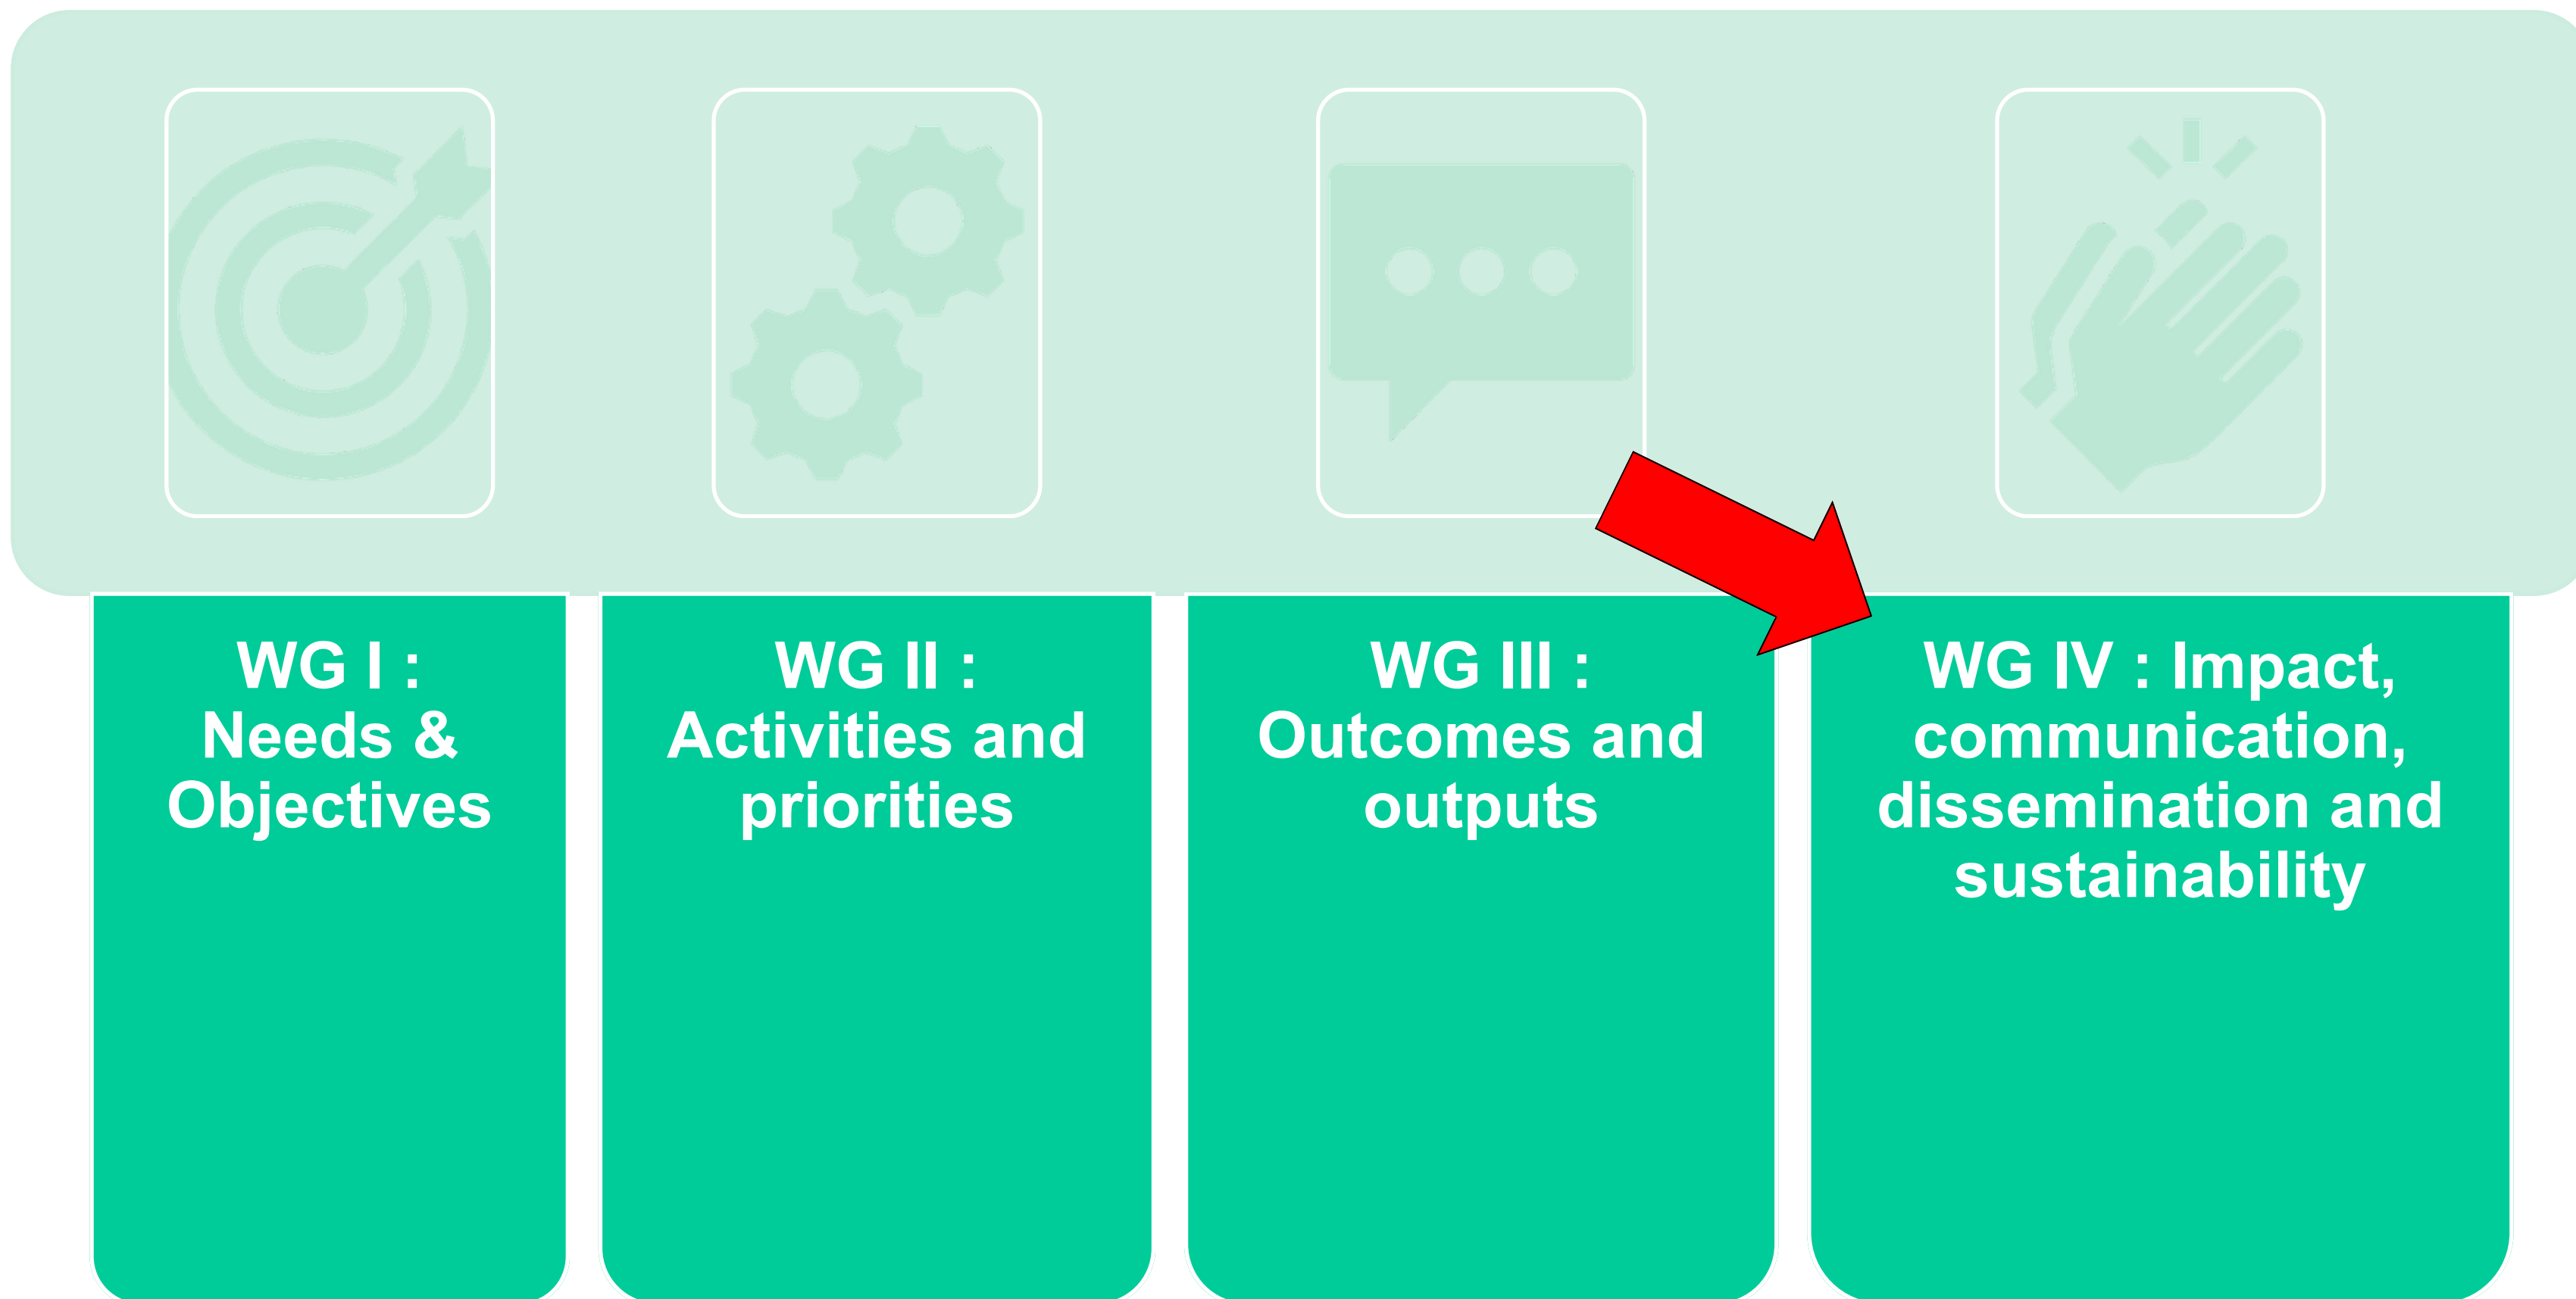 WG I :
Needs &
Objectives
WG II :
Activities and
priorities
WG III :
Outcomes and
outputs
WG IV : Impact,
communication,
dissemination and
sustainability